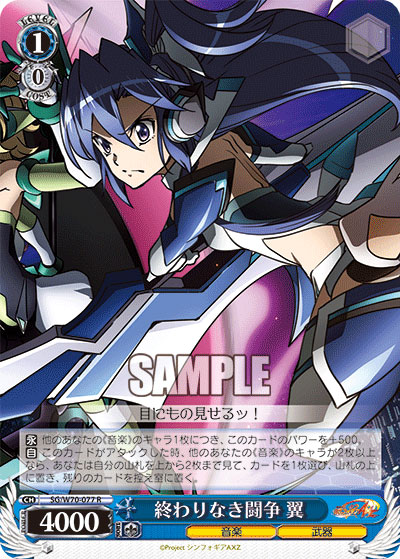 LEVEL
1
0
COST
SAMPLE
目にもの見せるッ！
永 他のあなたの《音楽》のキャラ1枚につき、このカードのパワーを＋500。
自 このカードがアタックした時、他のあなたの《音楽》のキャラが2枚以上
なら、あなたは自分の山札を上から2枚まで見て、カードを1枚選び、山札の上
に置き、残りのカードを控え室に置く。
CH SG/W70-077 R
4000
終わりなき闘争 翼
音楽 武器
©Project シンフォギアAXZ